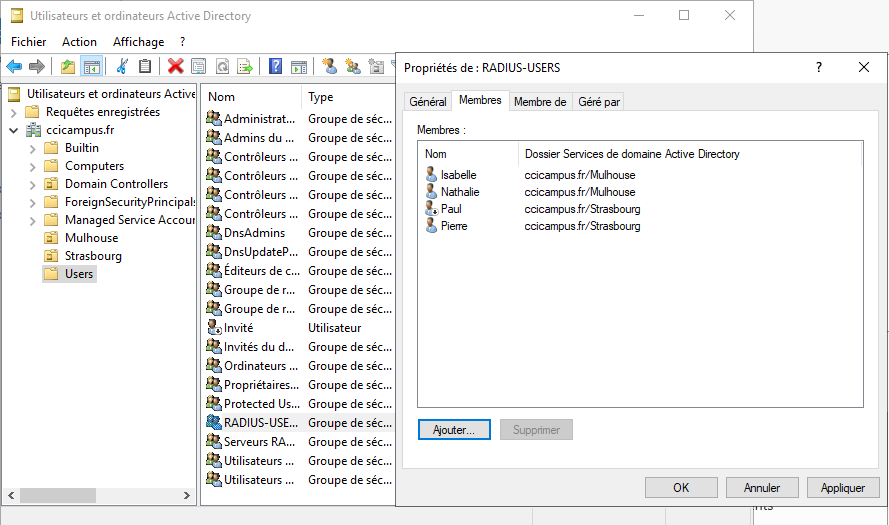 Utilisateurs et ordinateurs Active Directory
Fichier Action Affichage ?
Utilisateurs et ordinateurs Active
Requêtes enregistrées
ccicampus.fr
Builtin
Computers
Domain Controllers
ForeignSecurityPrincipals
Managed Service Accour
Mulhouse
Strasbourg
Users
Nom Type
Administrat... Groupe de séc...
Admins du ... Groupe de séc...
Contrôleurs ... Groupe de séc...
Contrôleurs ... Groupe de séc...
Contrôleurs ... Groupe de séc...
Contrôleurs ... Groupe de séc...
DnsAdmins Groupe de séc...
DnsUpdateP... Groupe de séc...
Éditeurs de c... Groupe de séc...
Groupe de r... Groupe de séc...
Groupe de r... Groupe de séc...
Invité Utilisateur
Invités du d... Groupe de séc...
Ordinateurs ... Groupe de séc...
Propriétaires... Groupe de séc...
Protected Us... Groupe de séc...
RADIUS-USE... Groupe de séc...
Serveurs RA... Groupe de séc...
Utilisateurs ... Groupe de séc...
Utilisateurs ... Groupe de séc...
Propriétés de : RADIUS-USERS ?
Général Membres Membre de Géré par
Membres :
Nom Dossier Services de domaine Active Directory
Isabelle ccicampus.fr/Mulhouse
Nathalie ccicampus.fr/Mulhouse
Paul ccicampus.fr/Strasbourg
Pierre ccicampus.fr/Strasbourg
Ajouter... Supprimer
OK Annuler Appliquer